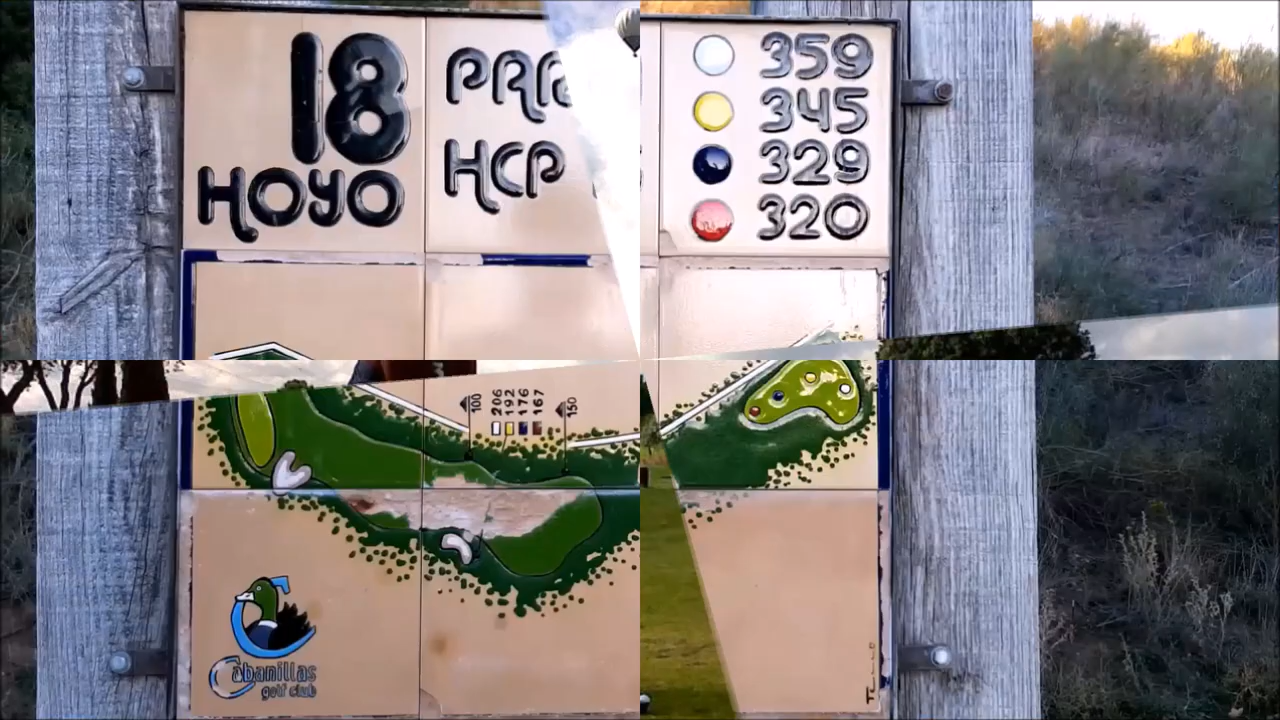 18
HOYO
PAR
HCP
359
345
329
320
100
206
192
176
167
150
Cabanillas
golf club